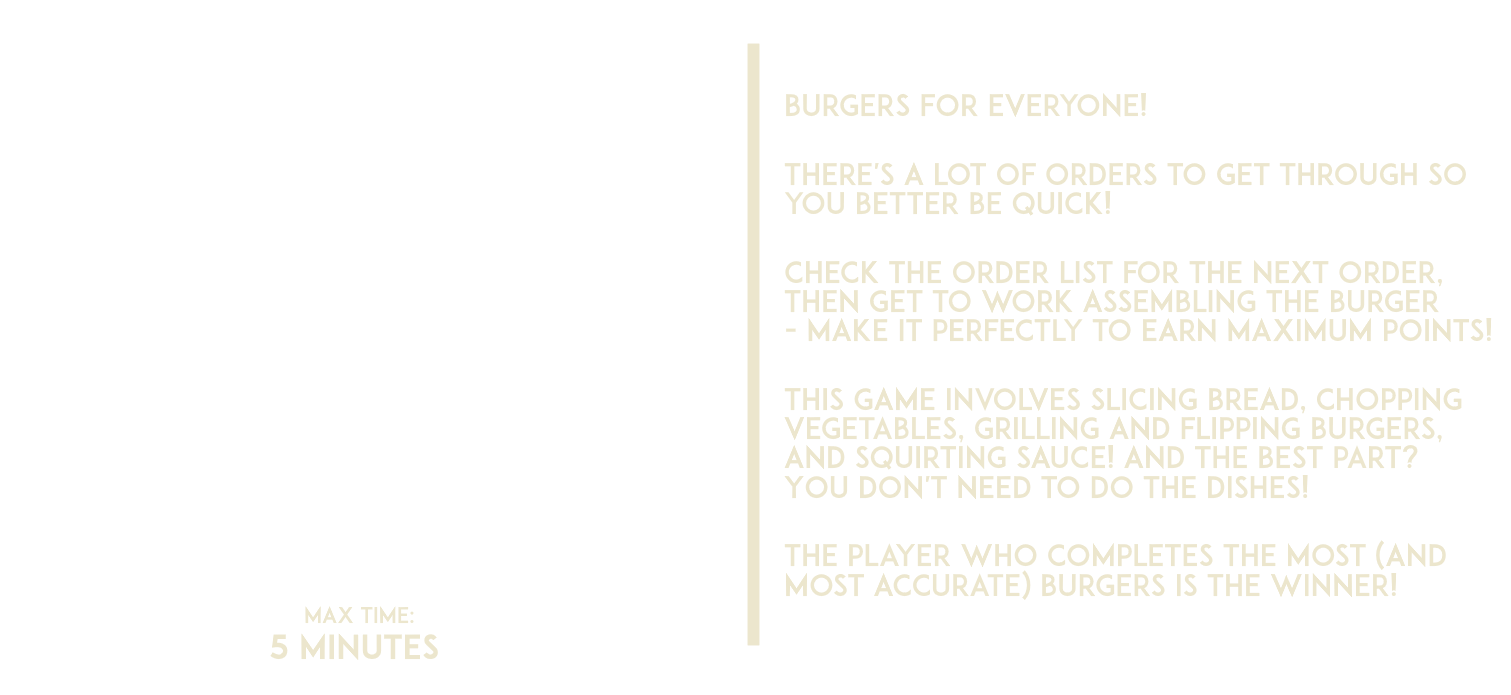 BURGERS FOR EVERYONE!
THERE'S A LOT OF ORDERS TO GET THROUGH SO
YOU BETTER BE QUICK!
CHECK THE ORDER LIST FOR THE NEXT ORDER,
THEN GET TO WORK ASSEMBLING THE BURGER
- MAKE IT PERFECTLY TO EARN MAXIMUM POINTS!
THIS GAME INVOLVES SLICING BREAD, CHOPPING
VEGETABLES, GRILLING AND FLIPPING BURGERS,
AND SQUIRTING SAUCE! AND THE BEST PART?
YOU DON'T NEED TO DO THE DISHES!
THE PLAYER WHO COMPLETES THE MOST (AND
MOST ACCURATE) BURGERS IS THE WINNER!
MAX TIME:
5 MINUTES